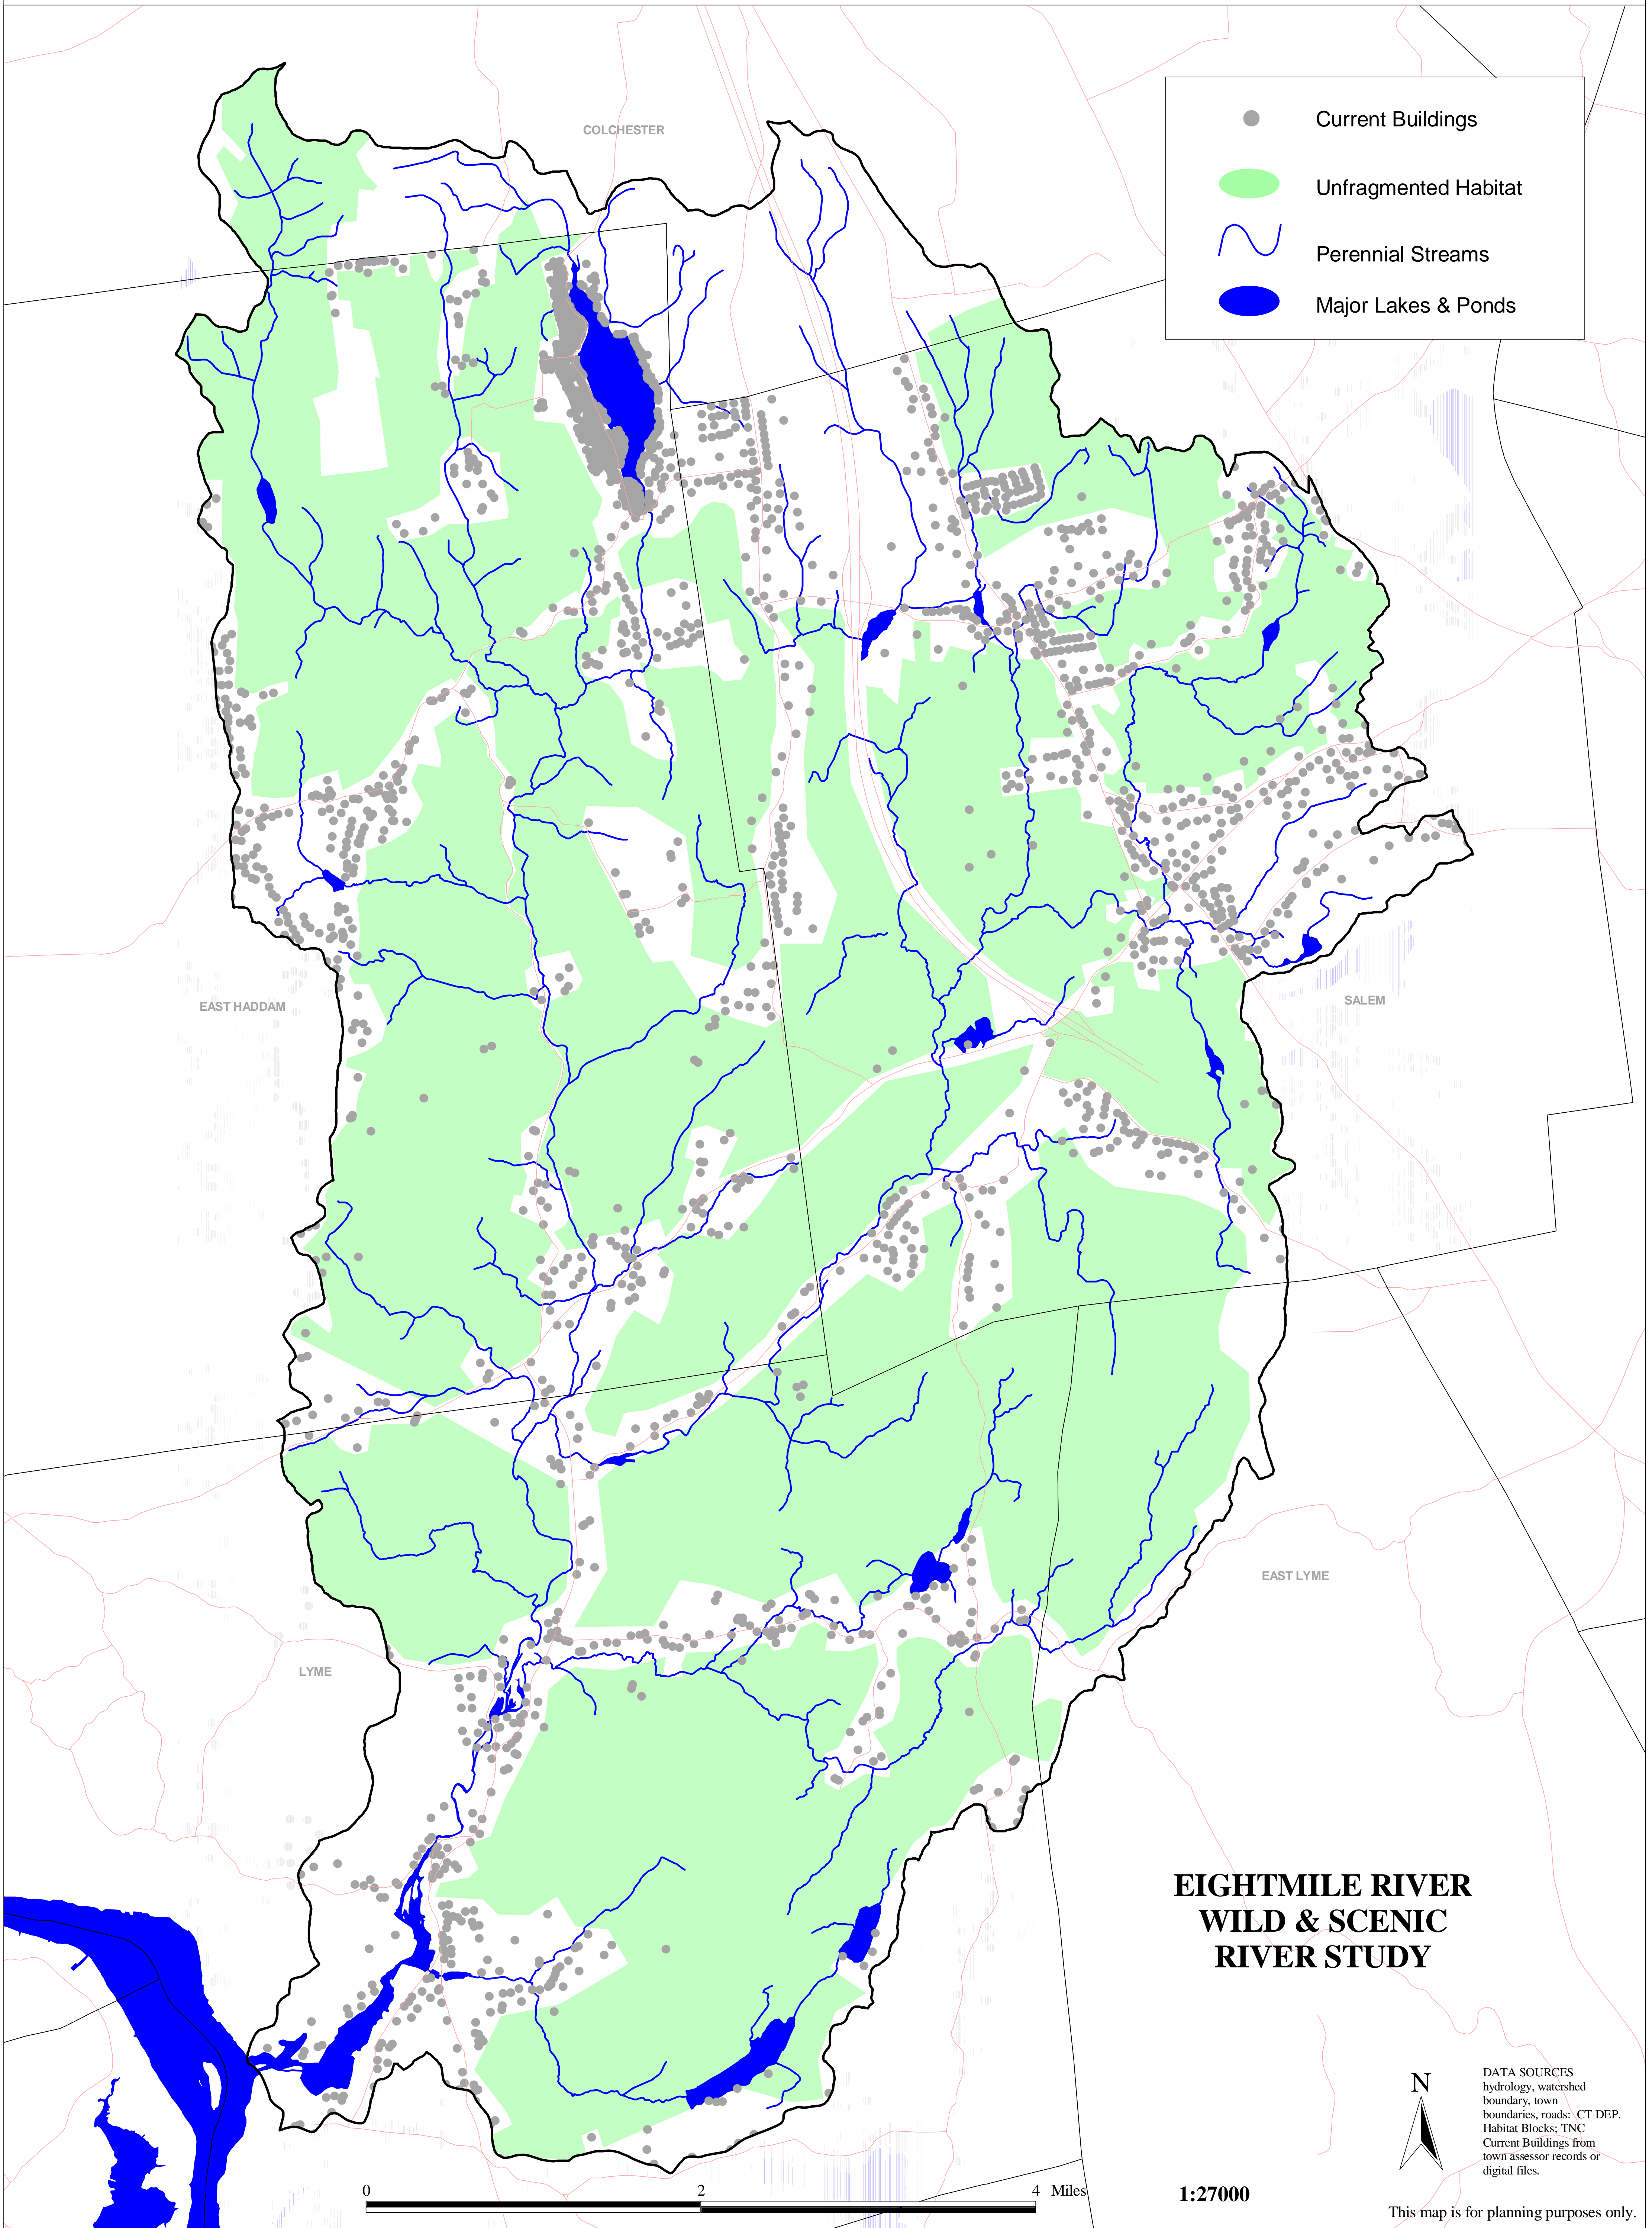 COLCHESTER
Current Buildings
Unfragmented Habitat
Perennial Streams
Major Lakes & Ponds
EAST HADDAM
SALEM
EAST LYME
LYME
EIGHTMILE RIVER
WILD & SCENIC
RIVER STUDY
N
DATA SOURCES
hydrology, watershed
boundary, town
boundaries, roads: CT DEP.
Habitat Blocks; TNC
Current Buildings from
town assessor records or
digital files.
0 2 4 Miles
1:27000
This map is for planning purposes only.